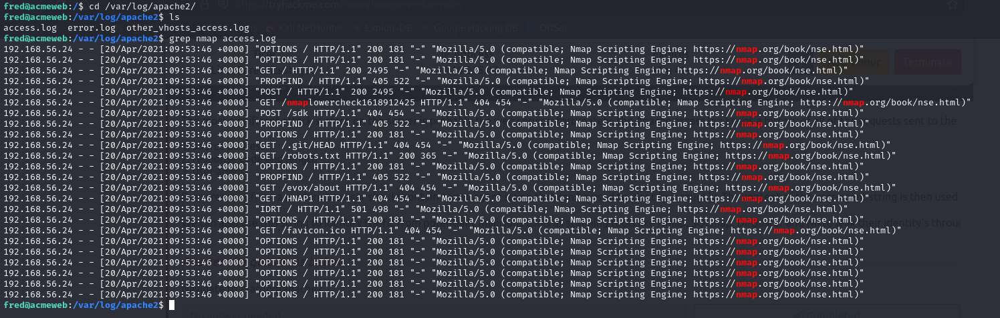 fred@acmeweb:/$ cd /var/log/apache2/
https://tryhackme.com/room/linuxserverforensics
fred@acmeweb:/var/log/apache2$ ls
Kali NetHunter Exploit-DB Google Hacking DB OffSec
access.log error.log other_vhosts_access.log
fred@acmeweb:/var/log/apache2$ grep nmap access.log
192.168.56.24 - - [20/Apr/2021:09:53:46 +0000] "OPTIONS / HTTP/1.1" 200 181 "-" "Mozilla/5.0 (compatible; Nmap Scripting Engine; https://nmap.org/book/nse.html)"
192.168.56.24 - - [20/Apr/2021:09:53:46 +0000] "OPTIONS / HTTP/1.1" 200 181 "-" "Mozilla/5.0 (compatible; Nmap Scripting Engine; https://nmap.org/book/nse.html)"
hour Terminate
192.168.56.24 - - [20/Apr/2021:09:53:46 +0000] "GET / HTTP/1.1" 200 2495 "-" "Mozilla/5.0 (compatible; Nmap Scripting Engine; https://nmap.org/book/nse.html)"
192.168.56.24 - - [20/Apr/2021:09:53:46 +0000] "PROPFIND / HTTP/1.1" 405 522 "-" "Mozilla/5.0 (compatible; Nmap Scripting Engine; https://nmap.org/book/nse.html)"
192.168.56.24 - - [20/Apr/2021:09:53:46 +0000] "POST / HTTP/1.1" 200 2495 "-" "Mozilla/5.0 (compatible; Nmap Scripting Engine; https://nmap.org/book/nse.html)"
192.168.56.24 - - [20/Apr/2021:09:53:46 +0000] "GET /nmaplowercheck1618912425 HTTP/1.1" 404 454 "-" "Mozilla/5.0 (compatible; Nmap Scripting Engine; https://nmap.org/book/nse.html)"
192.168.56.24 - - [20/Apr/2021:09:53:46 +0000] "POST /sdk HTTP/1.1" 404 454 "-" "Mozilla/5.0 (compatible; Nmap Scripting Engine; https://nmap.org/book/nse.html)"
192.168.56.24 - - [20/Apr/2021:09:53:46 +0000] "PROPFIND / HTTP/1.1" 405 522 "-" "Mozilla/5.0 (compatible; Nmap Scripting Engine; https://nmap.org/book/nse.html)"
requests sent to the
192.168.56.24 - - [20/Apr/2021:09:53:46 +0000] "OPTIONS / HTTP/1.1" 200 181 "-" "Mozilla/5.0 (compatible; Nmap Scripting Engine; https://nmap.org/book/nse.html)"
192.168.56.24 - - [20/Apr/2021:09:53:46 +0000] "GET /.git/HEAD HTTP/1.1" 404 454 "-" "Mozilla/5.0 (compatible; Nmap Scripting Engine; https://nmap.org/book/nse.html)"
192.168.56.24 - - [20/Apr/2021:09:53:46 +0000] "GET /robots.txt HTTP/1.1" 200 365 "-" "Mozilla/5.0 (compatible; Nmap Scripting Engine; https://nmap.org/book/nse.html)"
192.168.56.24 - - [20/Apr/2021:09:53:46 +0000] "OPTIONS / HTTP/1.1" 200 181 "-" "Mozilla/5.0 (compatible; Nmap Scripting Engine; https://nmap.org/book/nse.html)"
192.168.56.24 - - [20/Apr/2021:09:53:46 +0000] "PROPFIND / HTTP/1.1" 405 522 "-" "Mozilla/5.0 (compatible; Nmap Scripting Engine; https://nmap.org/book/nse.html)"
192.168.56.24 - - [20/Apr/2021:09:53:46 +0000] "GET /evox/about HTTP/1.1" 404 454 "-" "Mozilla/5.0 (compatible; Nmap Scripting Engine; https://nmap.org/book/nse.html)"
192.168.56.24 - - [20/Apr/2021:09:53:46 +0000] "GET /HNAP1 HTTP/1.1" 404 454 "-" "Mozilla/5.0 (compatible; Nmap Scripting Engine; https://nmap.org/book/nse.html)"
string is then used
192.168.56.24 - - [20/Apr/2021:09:53:46 +0000] "IDRT / HTTP/1.1" 501 498 "-" "Mozilla/5.0 (compatible; Nmap Scripting Engine; https://nmap.org/book/nse.html)"
192.168.56.24 - - [20/Apr/2021:09:53:46 +0000] "OPTIONS / HTTP/1.1" 200 181 "-" "Mozilla/5.0 (compatible; Nmap Scripting Engine; https://nmap.org/book/nse.html)"
their identity's throu
192.168.56.24 - - [20/Apr/2021:09:53:46 +0000] "GET /favicon.ico HTTP/1.1" 404 454 "-" "Mozilla/5.0 (compatible; Nmap Scripting Engine; https://nmap.org/book/nse.html)"
192.168.56.24 - - [20/Apr/2021:09:53:46 +0000] "OPTIONS / HTTP/1.1" 200 181 "-" "Mozilla/5.0 (compatible; Nmap Scripting Engine; https://nmap.org/book/nse.html)"
192.168.56.24 - - [20/Apr/2021:09:53:46 +0000] "OPTIONS / HTTP/1.1" 200 181 "-" "Mozilla/5.0 (compatible; Nmap Scripting Engine; https://nmap.org/book/nse.html)"
192.168.56.24 - - [20/Apr/2021:09:53:46 +0000] "OPTIONS / HTTP/1.1" 200 181 "-" "Mozilla/5.0 (compatible; Nmap Scripting Engine; https://nmap.org/book/nse.html)"
192.168.56.24 - - [20/Apr/2021:09:53:46 +0000] "OPTIONS / HTTP/1.1" 200 181 "-" "Mozilla/5.0 (compatible; Nmap Scripting Engine; https://nmap.org/book/nse.html)"
192.168.56.24 - - [20/Apr/2021:09:53:46 +0000] "OPTIONS / HTTP/1.1" 200 181 "-" "Mozilla/5.0 (compatible; Nmap Scripting Engine; https://nmap.org/book/nse.html)"
192.168.56.24 - - [20/Apr/2021:09:53:46 +0000] "OPTIONS / HTTP/1.1" 200 181 "-" "Mozilla/5.0 (compatible; Nmap Scripting Engine; https://nmap.org/book/nse.html)"
fred@acmeweb:/var/log/apache2$
No answer needed Completed